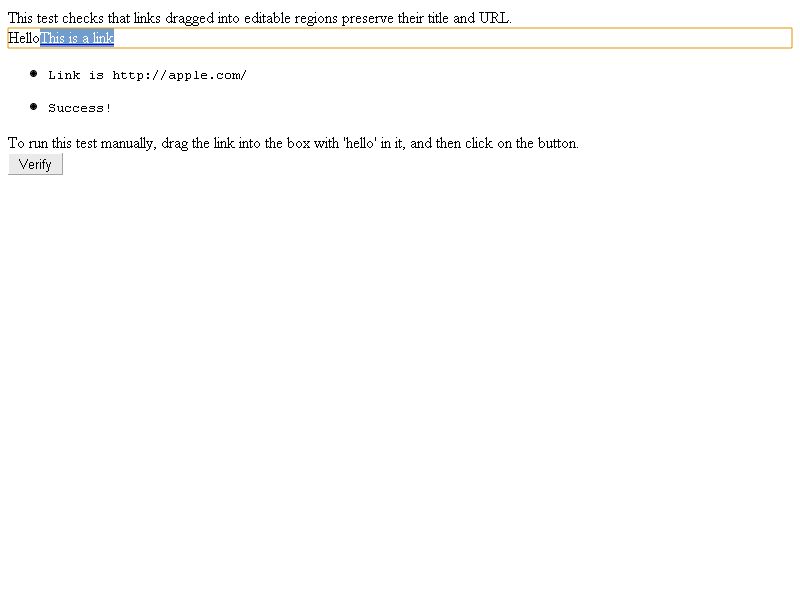 This test checks that links dragged into editable regions preserve their title and URL.
HelloThis is a link
Link is http://apple.com/
Success!
To run this test manually, drag the link into the box with 'hello' in it, and then click on the button.
Verify